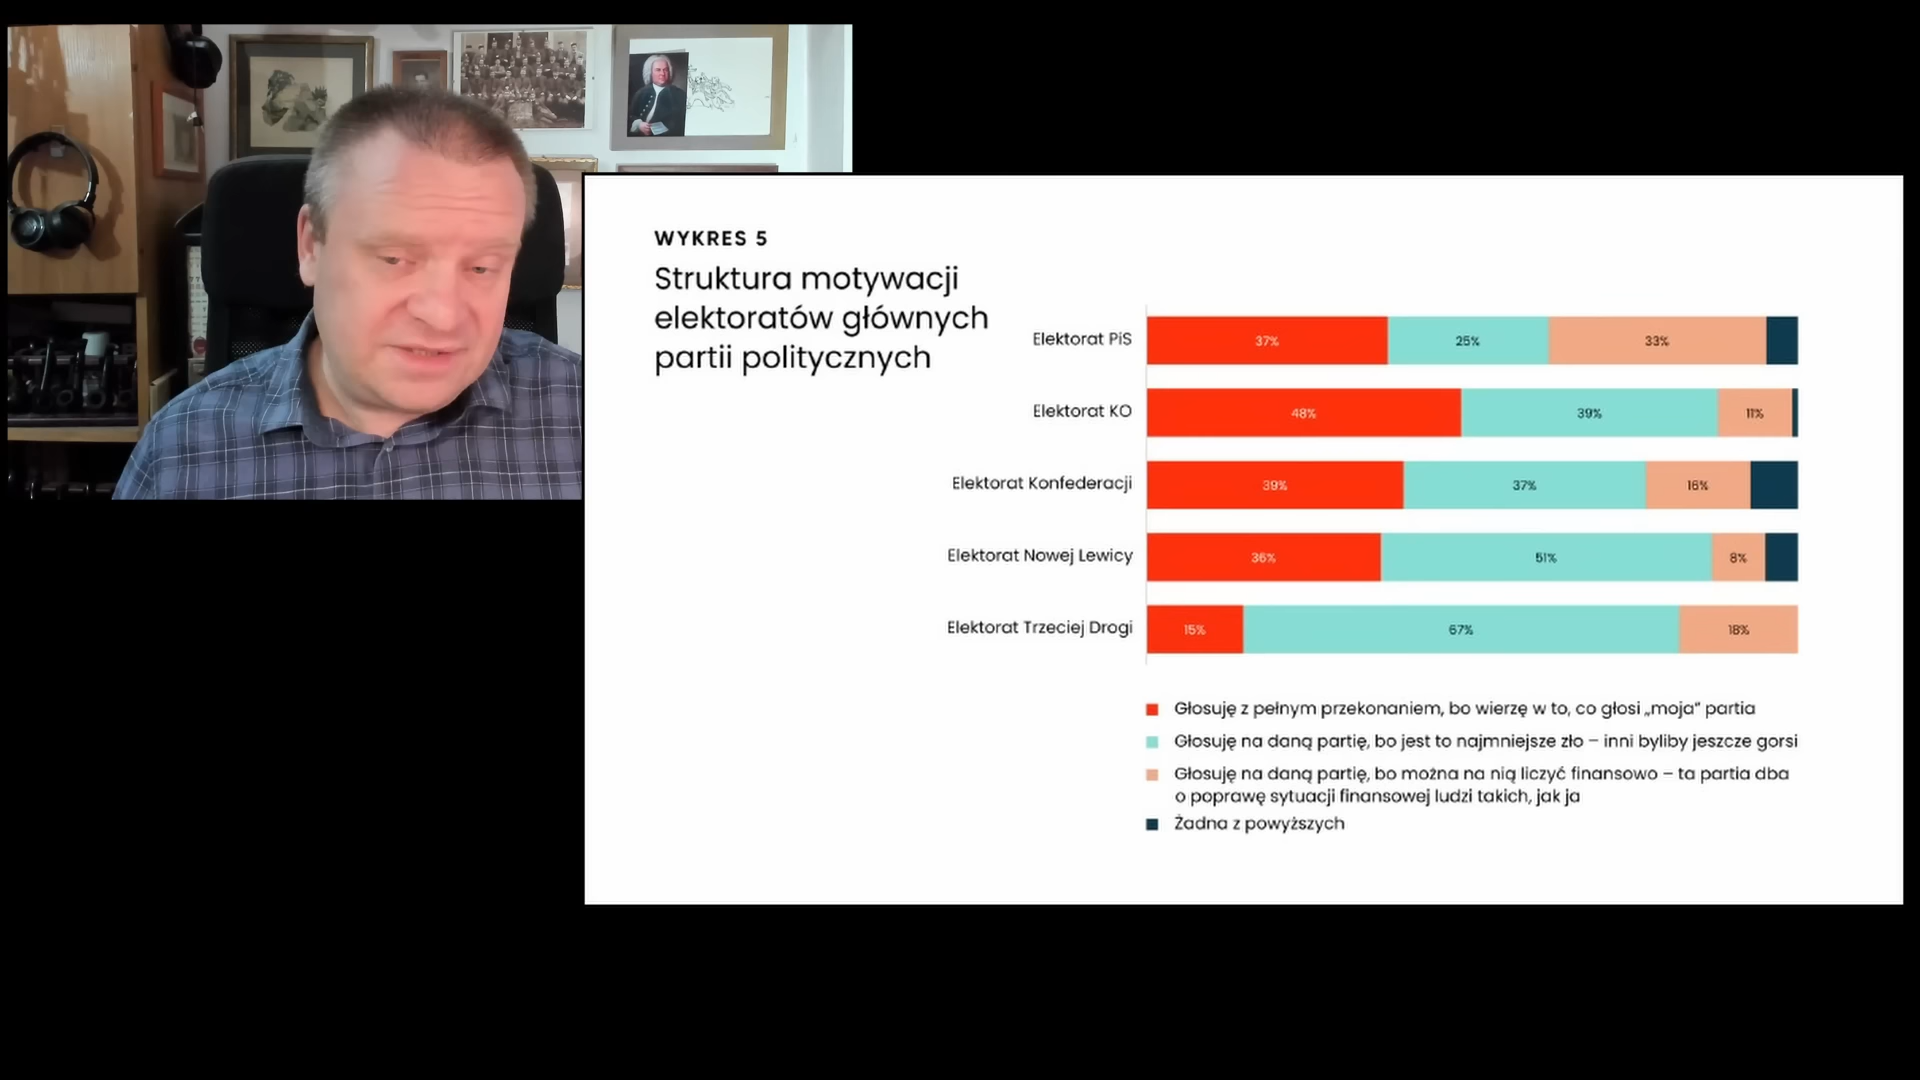 WYKRES 5
Struktura motywacji
elektoratów głównych
partii politycznych
Elektorat PiS
37%
25%
33%
Elektorat KO
48%
39%
11%
Elektorat Konfederacji
39%
37%
16%
Elektorat Nowej Lewicy
36%
51%
8%
Elektorat Trzeciej Drogi
15%
67%
18%
Głosuję z pełnym przekonaniem, bo wierzę w to, co głosi „moja” partia
Głosuję na daną partię, bo jest to najmniejsze zło – inni byliby jeszcze gorsi
Głosuję na daną partię, bo można na nią liczyć finansowo – ta partia dba
o poprawę sytuacji finansowej ludzi takich, jak ja
Żadna z powyższych